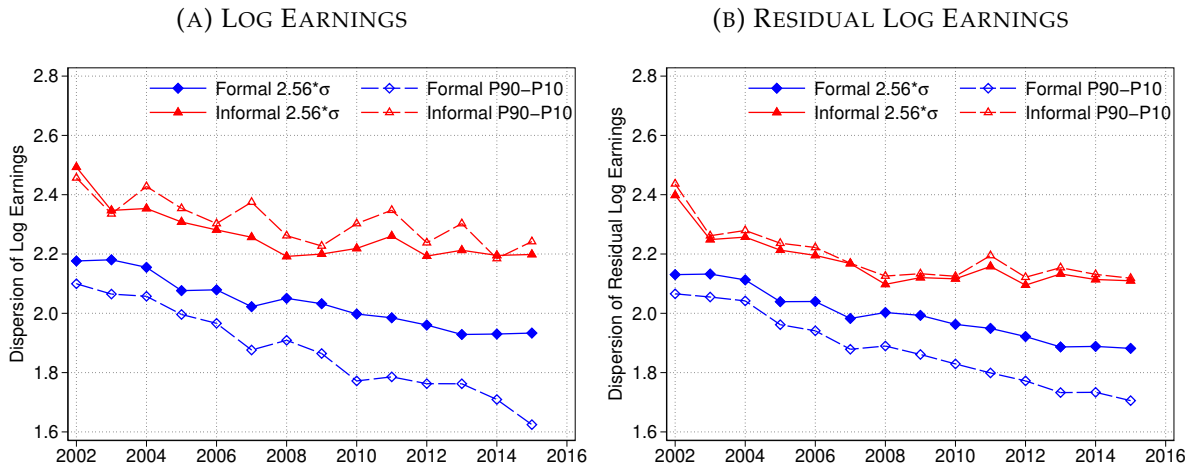 (A) LOG EARNINGS
Dispersion of Log Earnings
2.8
2.6
2.4
2.2
2.0
1.8
1.6
Formal 2.56*σ
Formal P90−P10
Informal 2.56*σ
Informal P90−P10
2002 2004 2006 2008 2010 2012 2014 2016
(B) RESIDUAL LOG EARNINGS
Dispersion of Residual Log Earnings
2.8
2.6
2.4
2.2
2.0
1.8
1.6
Formal 2.56*σ
Formal P90−P10
Informal 2.56*σ
Informal P90−P10
2002 2004 2006 2008 2010 2012 2014 2016